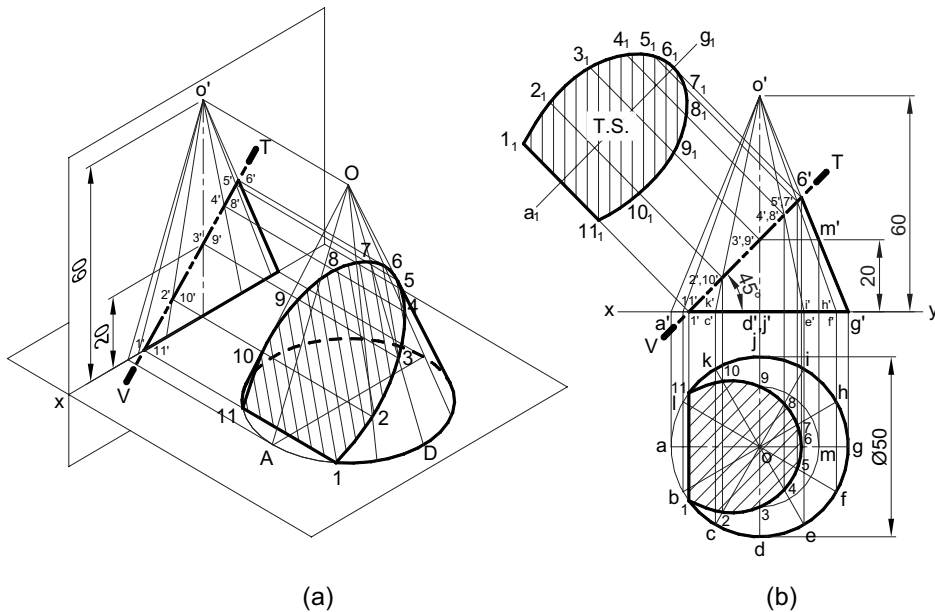 o'
T
5' 6'
4' 8'
3' 9'
2' 10'
1' 11'
V
x
60
20
O
7
6
8
5
4
9
3
10
2
11
A
D
1
(a)
4₁ 5₁ 6₁ g₁
3₁
7₁
2₁
8₁
T.S.
1₁
9₁
a₁
10₁
11₁
o'
T
6'
5' 7'
4',8'
m'
3',9'
2',10'
45°
60
20
x
11' k' i' h'
y
a' 1' c' d',j' e' f' g'
V
j
k 10 9 i
11 8 h
l 7
a o 6 m g
5
b 4 f
1 2 3
c e
d
Ø50
(b)